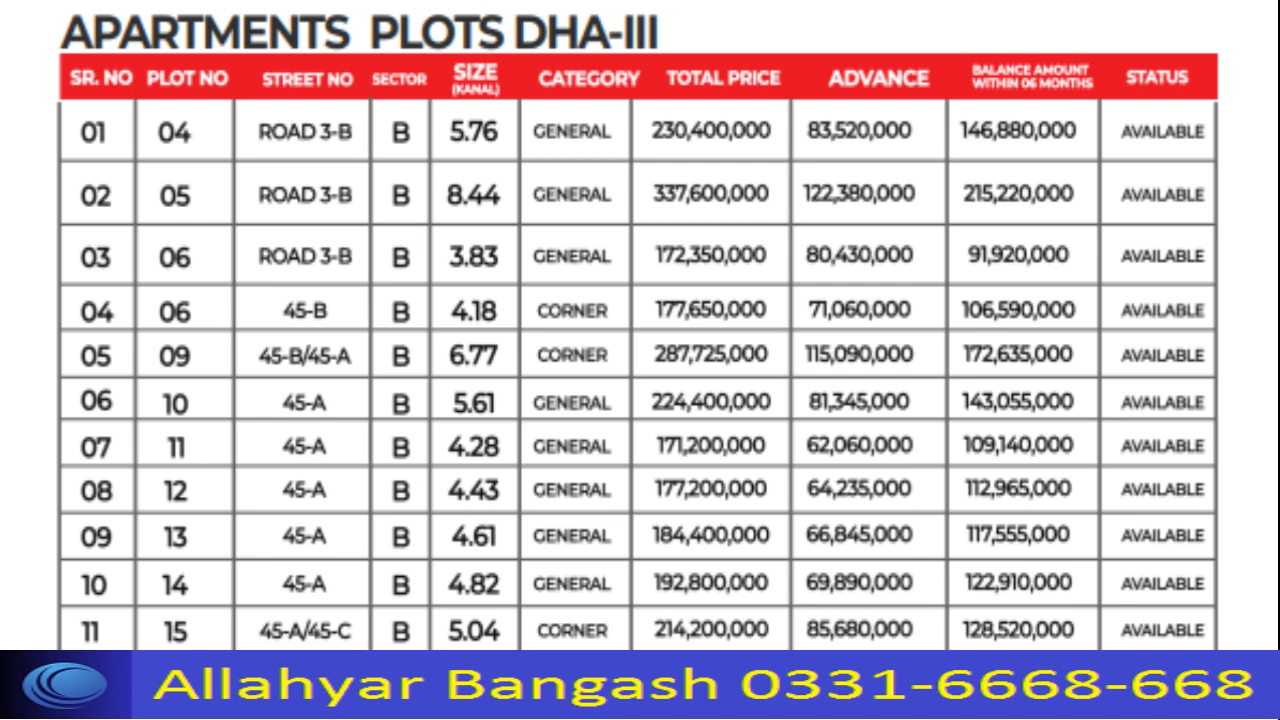 APARTMENTS PLOTS DHA-III
SR. NO PLOT NO STREET NO SECTOR SIZE (KANAL) CATEGORY TOTAL PRICE ADVANCE BALANCE AMOUNT WITHIN 06 MONTHS STATUS
01 04 ROAD 3-B B 5.76 GENERAL 230,400,000 83,520,000 146,880,000 AVAILABLE
02 05 ROAD 3-B B 8.44 GENERAL 337,600,000 122,380,000 215,220,000 AVAILABLE
03 06 ROAD 3-B B 3.83 GENERAL 172,350,000 80,430,000 91,920,000 AVAILABLE
04 06 45-B B 4.18 CORNER 177,650,000 71,060,000 106,590,000 AVAILABLE
05 09 45-B/45-A B 6.77 CORNER 287,725,000 115,090,000 172,635,000 AVAILABLE
06 10 45-A B 5.61 GENERAL 224,400,000 81,345,000 143,055,000 AVAILABLE
07 11 45-A B 4.28 GENERAL 171,200,000 62,060,000 109,140,000 AVAILABLE
08 12 45-A B 4.43 GENERAL 177,200,000 64,235,000 112,965,000 AVAILABLE
09 13 45-A B 4.61 GENERAL 184,400,000 66,845,000 117,555,000 AVAILABLE
10 14 45-A B 4.82 GENERAL 192,800,000 69,890,000 122,910,000 AVAILABLE
11 15 45-A/45-C B 5.04 CORNER 214,200,000 85,680,000 128,520,000 AVAILABLE
Allahyar Bangash 0331-6668-668